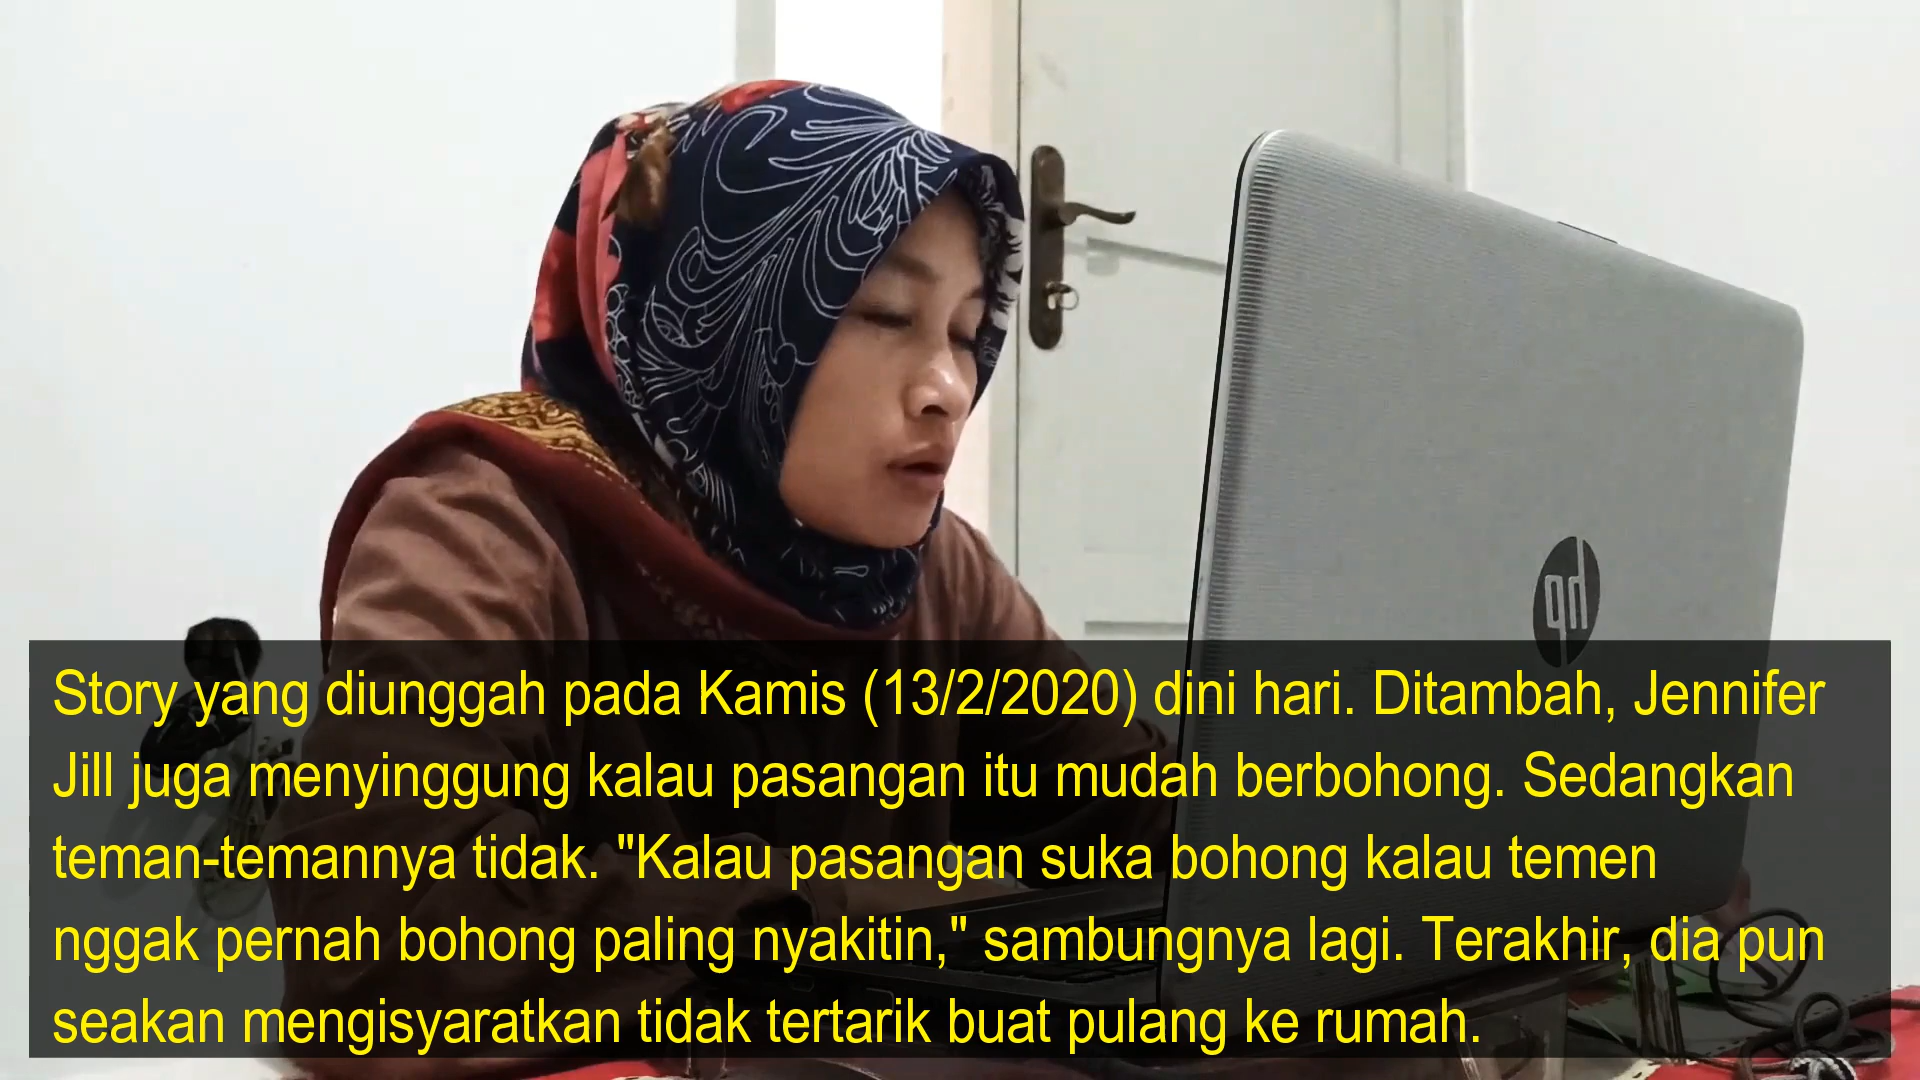 hp
Story yang diunggah pada Kamis (13/2/2020) dini hari. Ditambah, Jennifer
Jill juga menyinggung kalau pasangan itu mudah berbohong. Sedangkan
teman-temannya tidak. "Kalau pasangan suka bohong kalau temen
nggak pernah bohong paling nyakitin," sambungnya lagi. Terakhir, dia pun
seakan mengisyaratkan tidak tertarik buat pulang ke rumah.